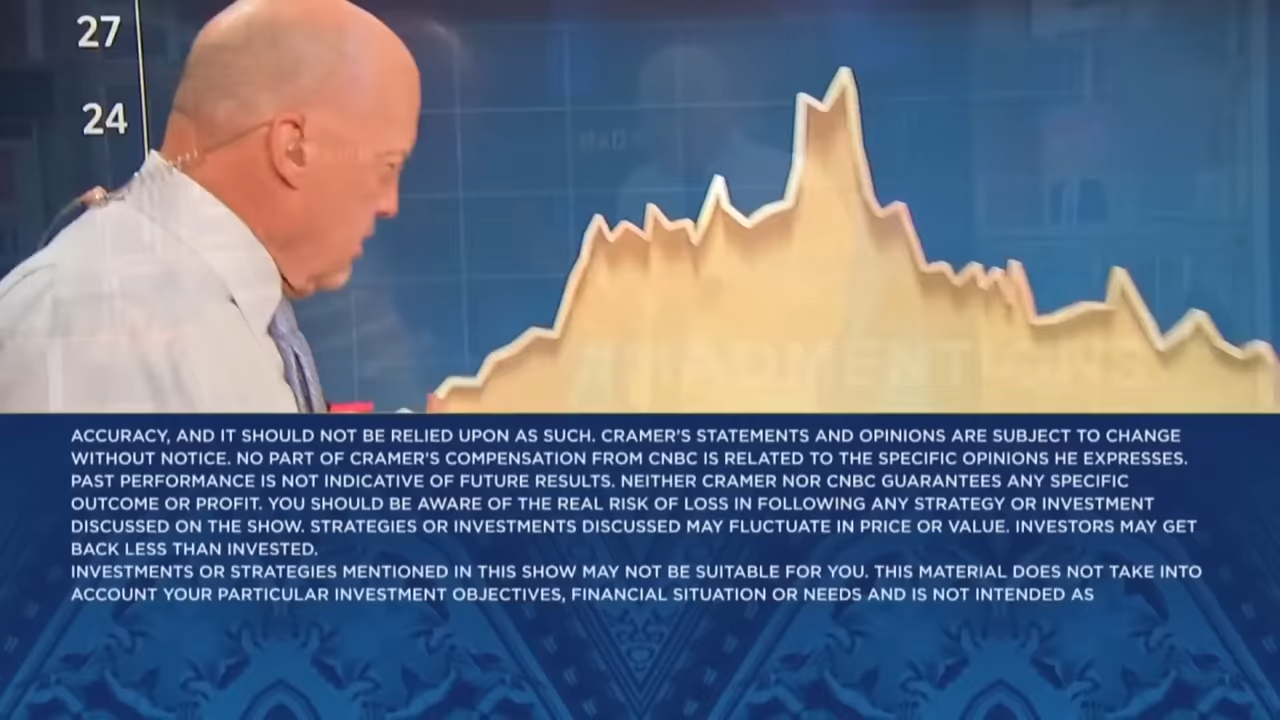 27
24
#MADMENTIONS
ACCURACY, AND IT SHOULD NOT BE RELIED UPON AS SUCH. CRAMER'S STATEMENTS AND OPINIONS ARE SUBJECT TO CHANGE
WITHOUT NOTICE. NO PART OF CRAMER'S COMPENSATION FROM CNBC IS RELATED TO THE SPECIFIC OPINIONS HE EXPRESSES.
PAST PERFORMANCE IS NOT INDICATIVE OF FUTURE RESULTS. NEITHER CRAMER NOR CNBC GUARANTEES ANY SPECIFIC
OUTCOME OR PROFIT. YOU SHOULD BE AWARE OF THE REAL RISK OF LOSS IN FOLLOWING ANY STRATEGY OR INVESTMENT
DISCUSSED ON THE SHOW. STRATEGIES OR INVESTMENTS DISCUSSED MAY FLUCTUATE IN PRICE OR VALUE. INVESTORS MAY GET
BACK LESS THAN INVESTED.
INVESTMENTS OR STRATEGIES MENTIONED IN THIS SHOW MAY NOT BE SUITABLE FOR YOU. THIS MATERIAL DOES NOT TAKE INTO
ACCOUNT YOUR PARTICULAR INVESTMENT OBJECTIVES, FINANCIAL SITUATION OR NEEDS AND IS NOT INTENDED AS